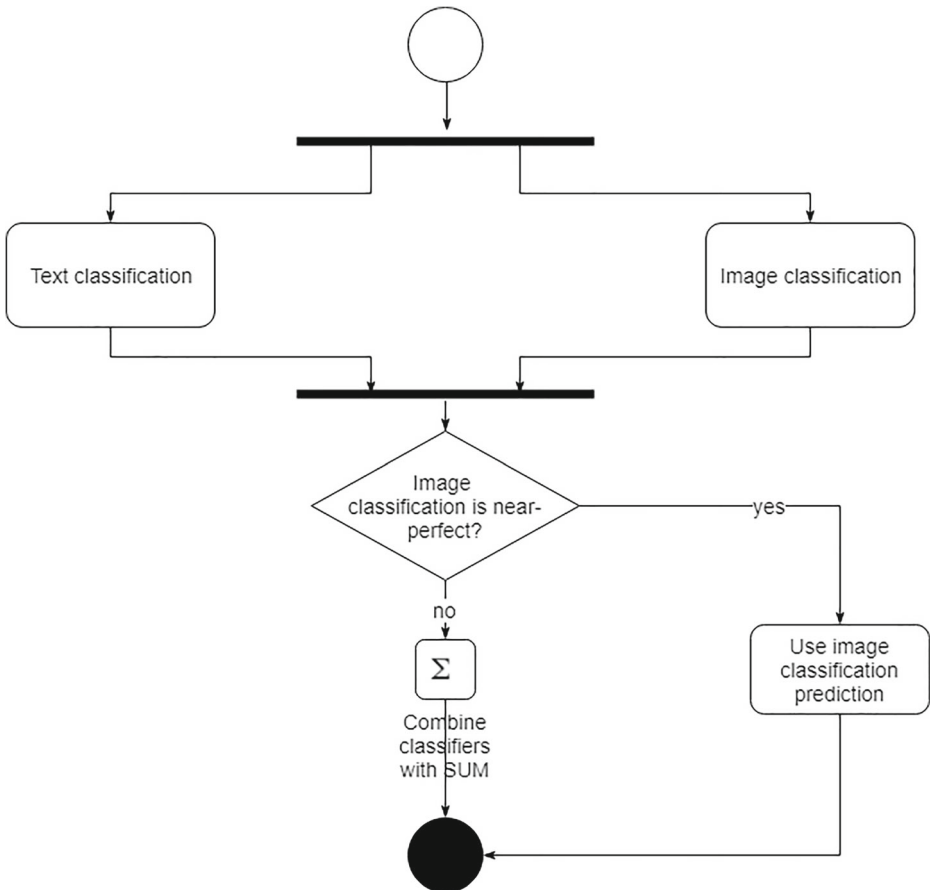 Text classification
Image classification
Image
classification is near-
perfect?
yes
no
Σ
Use image
classification
prediction
Combine
classifiers
with SUM